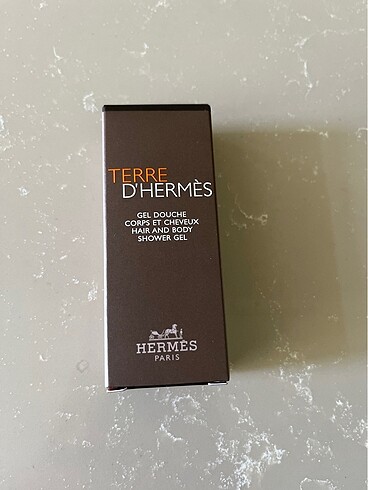 TERRE
D'HERMÈS
GEL DOUCHE
CORPS ET CHEVEUX
HAIR AND BODY
SHOWER GEL
HERMÈS
PARIS